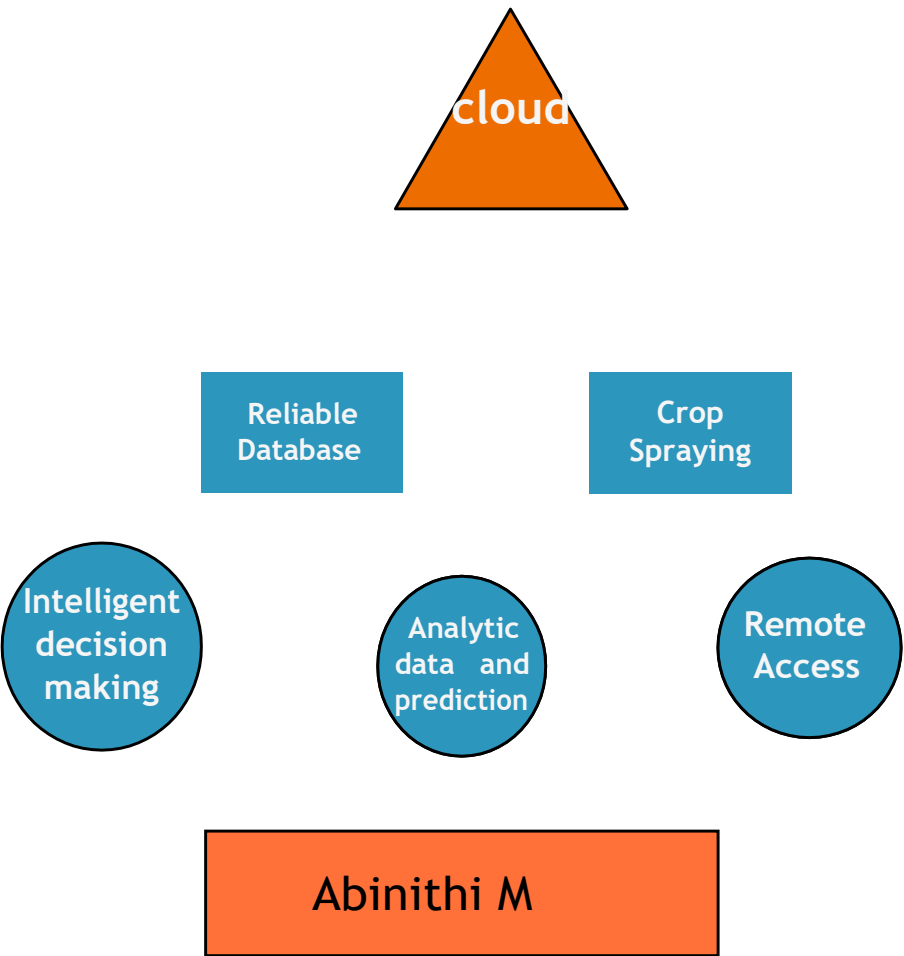 cloud
Reliable
Database
Crop
Spraying
Intelligent
decision
making
Analytic
data and
prediction
Remote
Access
Abinithi M